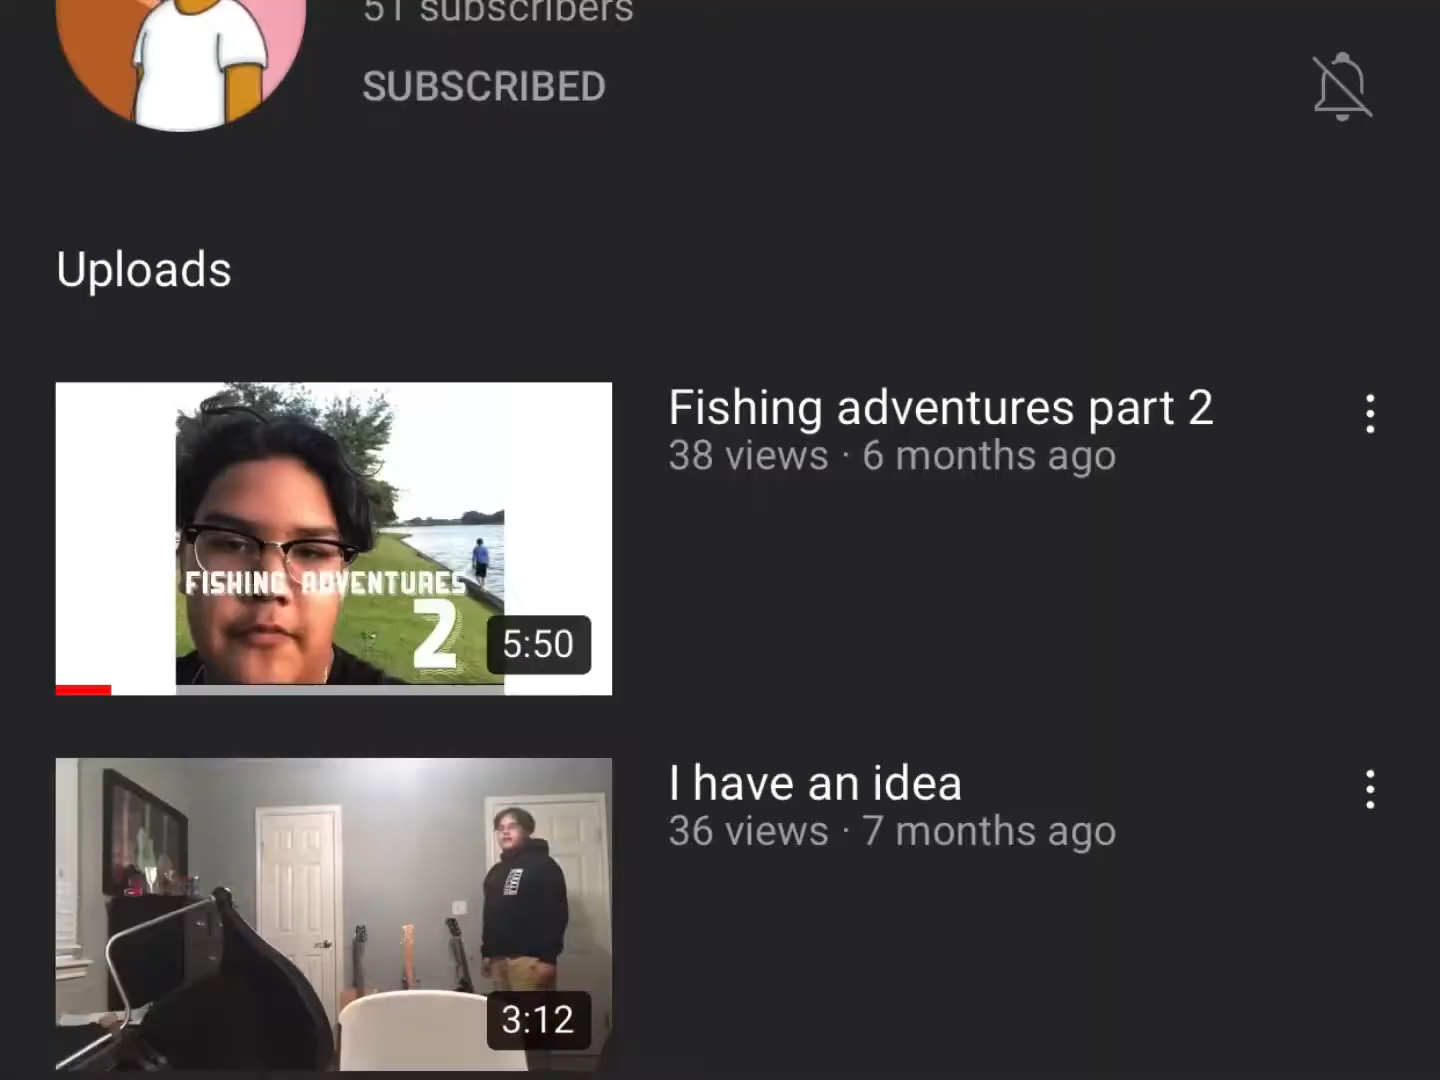 51 subscribers
SUBSCRIBED
Uploads
Fishing adventures part 2
38 views · 6 months ago
FISHING ADVENTURES
2
5:50
I have an idea
36 views · 7 months ago
3:12